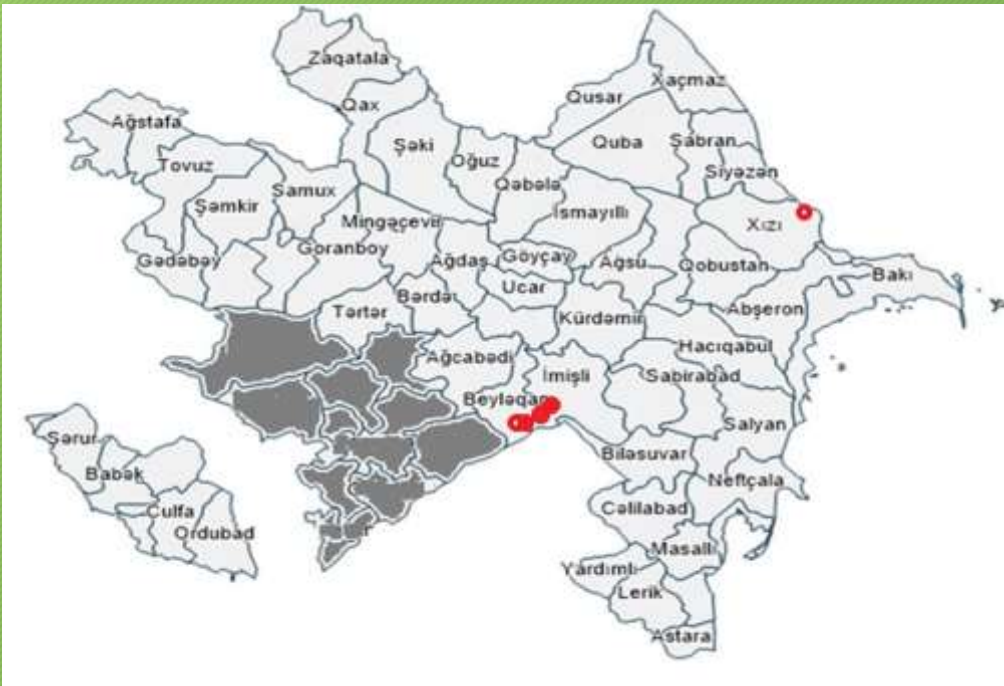 Zaqatala
Xaçmaz
Qusar
Qax
Ağstafa
Şəki
Quba
Şabran
Oğuz
Tovuz
Siyəzən
Qəbələ
Samux
Şəmkir
İsmayıllı
Mingəçevir
Xızı
Goranboy
Gədəbəy
Ağdaş
Göyçay
Ağsu
Qobustan
Bakı
Ucar
Bərdə
Abşeron
Tərtər
Kürdəmir
Hacıqabul
Ağcabədi
İmişli
Sabirabad
Beyləqan
Salyan
Şərur
Biləsuvar
Babək
Neftçala
Culfa
Cəlilabad
Ordubad
Masallı
Yardımlı
Lerik
Astara